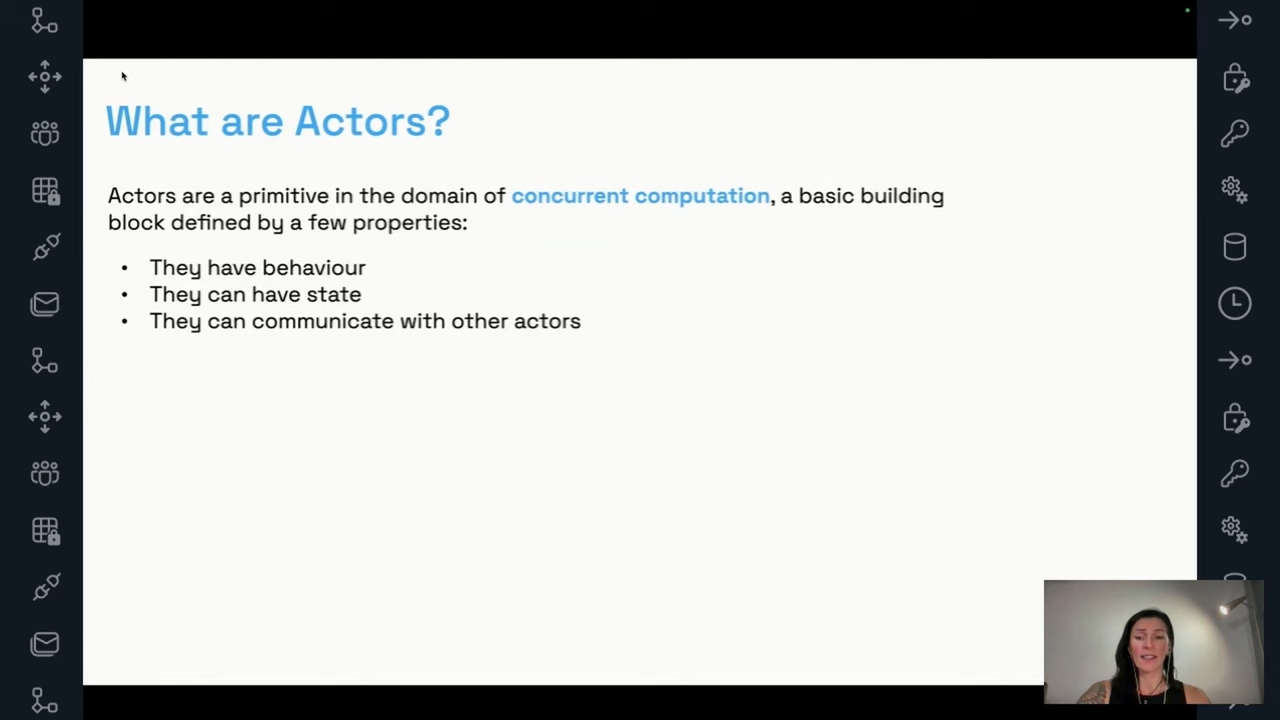 What are Actors?
Actors are a primitive in the domain of concurrent computation, a basic building
block defined by a few properties:
• They have behaviour
• They can have state
• They can communicate with other actors